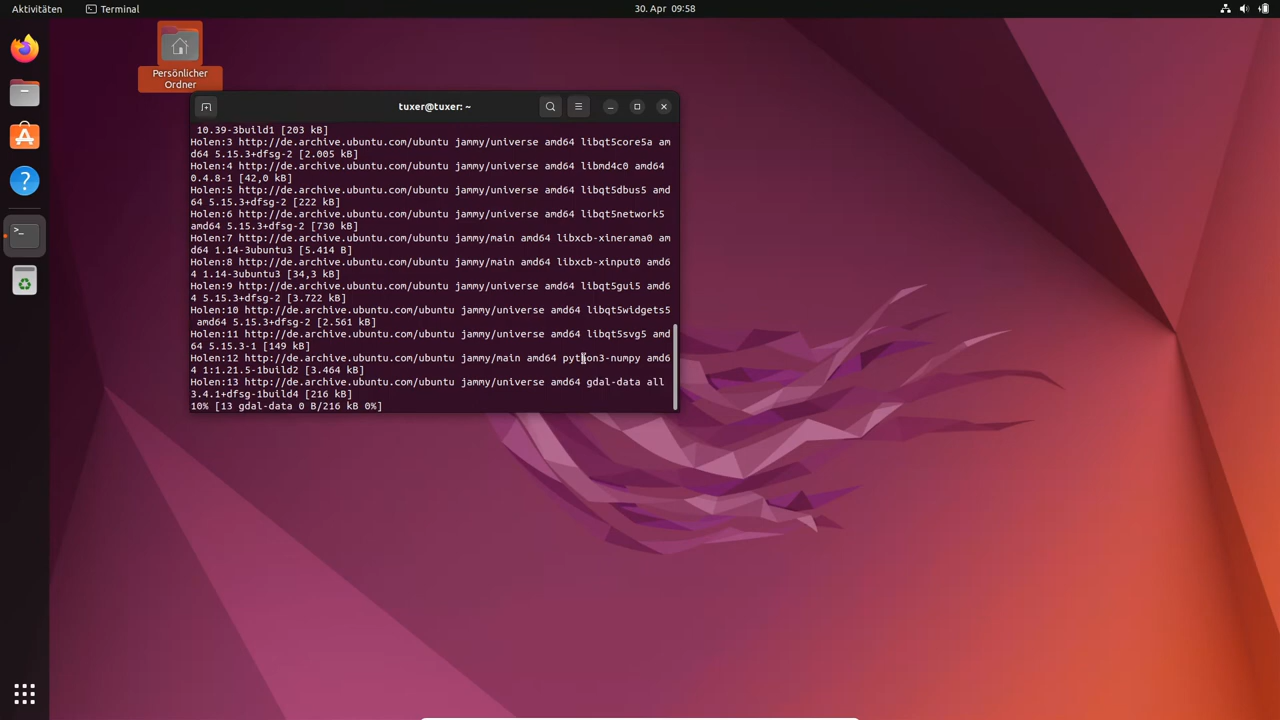 Aktivitäten
Terminal
30. Apr 09:58
Persönlicher
Ordner
tuxer@tuxer: ~
10.39-3build1 [203 kB]
Holen:3 http://de.archive.ubuntu.com/ubuntu jammy/universe amd64 libqt5core5a am
d64 5.15.3+dfsg-2 [2.005 kB]
Holen:4 http://de.archive.ubuntu.com/ubuntu jammy/universe amd64 libmd4c0 amd64
0.4.8-1 [42,0 kB]
Holen:5 http://de.archive.ubuntu.com/ubuntu jammy/universe amd64 libqt5dbus5 amd
64 5.15.3+dfsg-2 [222 kB]
Holen:6 http://de.archive.ubuntu.com/ubuntu jammy/universe amd64 libqt5network5
amd64 5.15.3+dfsg-2 [730 kB]
Holen:7 http://de.archive.ubuntu.com/ubuntu jammy/main amd64 libxcb-xinerama0 am
d64 1.14-3ubuntu3 [5.414 B]
Holen:8 http://de.archive.ubuntu.com/ubuntu jammy/main amd64 libxcb-xinput0 amd6
4 1.14-3ubuntu3 [34,3 kB]
Holen:9 http://de.archive.ubuntu.com/ubuntu jammy/universe amd64 libqt5gui5 amd6
4 5.15.3+dfsg-2 [3.722 kB]
Holen:10 http://de.archive.ubuntu.com/ubuntu jammy/universe amd64 libqt5widgets5
amd64 5.15.3+dfsg-2 [2.561 kB]
Holen:11 http://de.archive.ubuntu.com/ubuntu jammy/universe amd64 libqt5svg5 amd
64 5.15.3-1 [149 kB]
Holen:12 http://de.archive.ubuntu.com/ubuntu jammy/main amd64 python3-numpy amd6
4 1:1.21.5-1build2 [3.464 kB]
Holen:13 http://de.archive.ubuntu.com/ubuntu jammy/universe amd64 gdal-data all
3.4.1+dfsg-1build4 [216 kB]
10% [13 gdal-data 0 B/216 kB 0%]